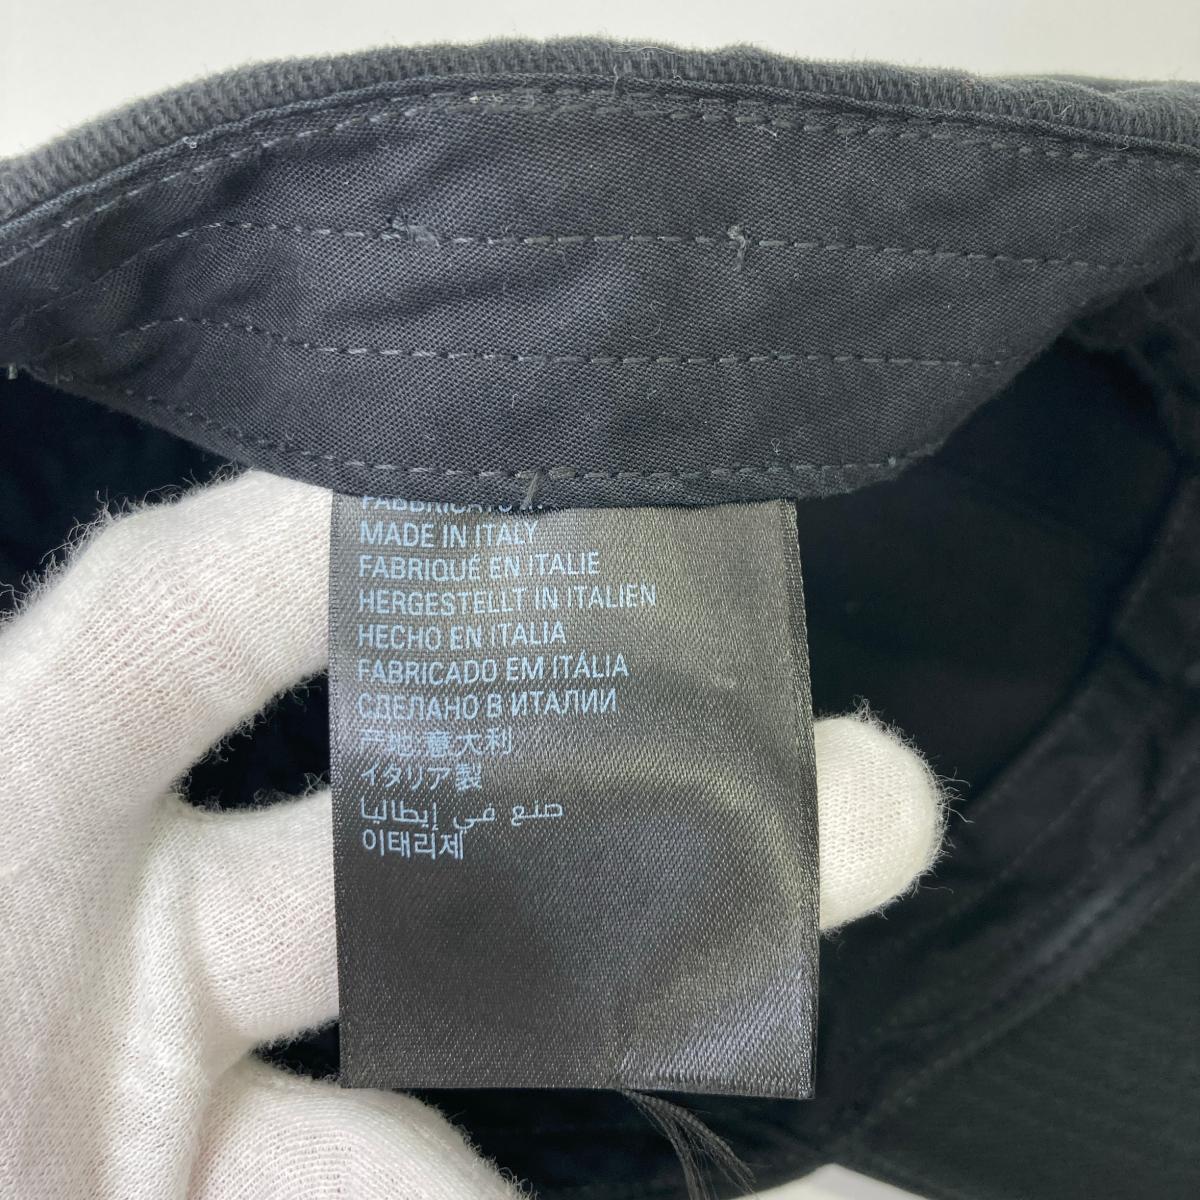 MADE IN ITALY
FABRIQUÉ EN ITALIE
HERGESTELLT IN ITALIEN
HECHO EN ITALIA
FABRICADO EM ITÁLIA
СДЕЛАНО В ИТАЛИИ
产地:意大利
イタリア製
صنع في إيطاليا
이태리제